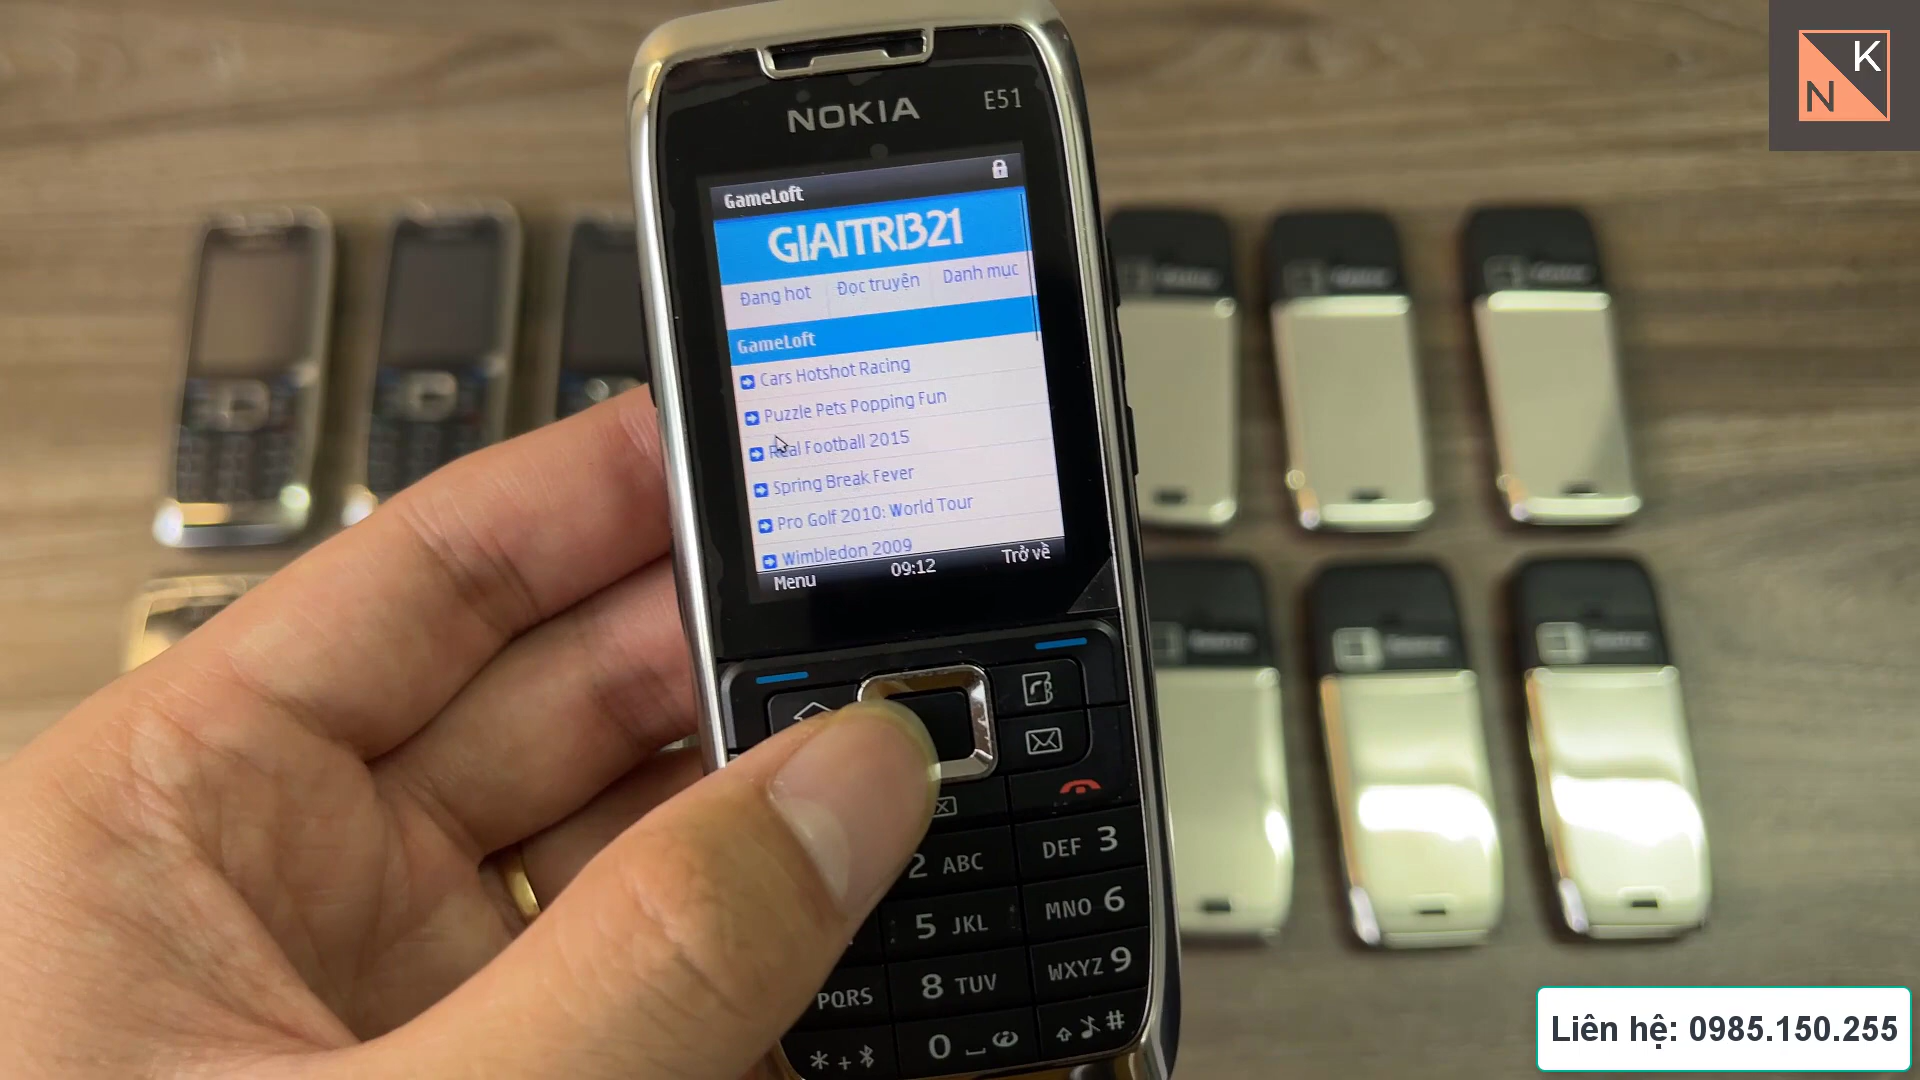 K
N
NOKIA
E51
GameLoft
GIAITRI321
Đang hot
Đọc truyện
Danh mục
GameLoft
Cars Hotshot Racing
Puzzle Pets Popping Fun
Real Football 2015
Spring Break Fever
Pro Golf 2010: World Tour
Wimbledon 2009
Menu
09:12
Trở về
2 ABC
DEF 3
5 JKL
MNO 6
PQRS
8 TUV
WXYZ 9
* +
0
#
Liên hệ: 0985.150.255